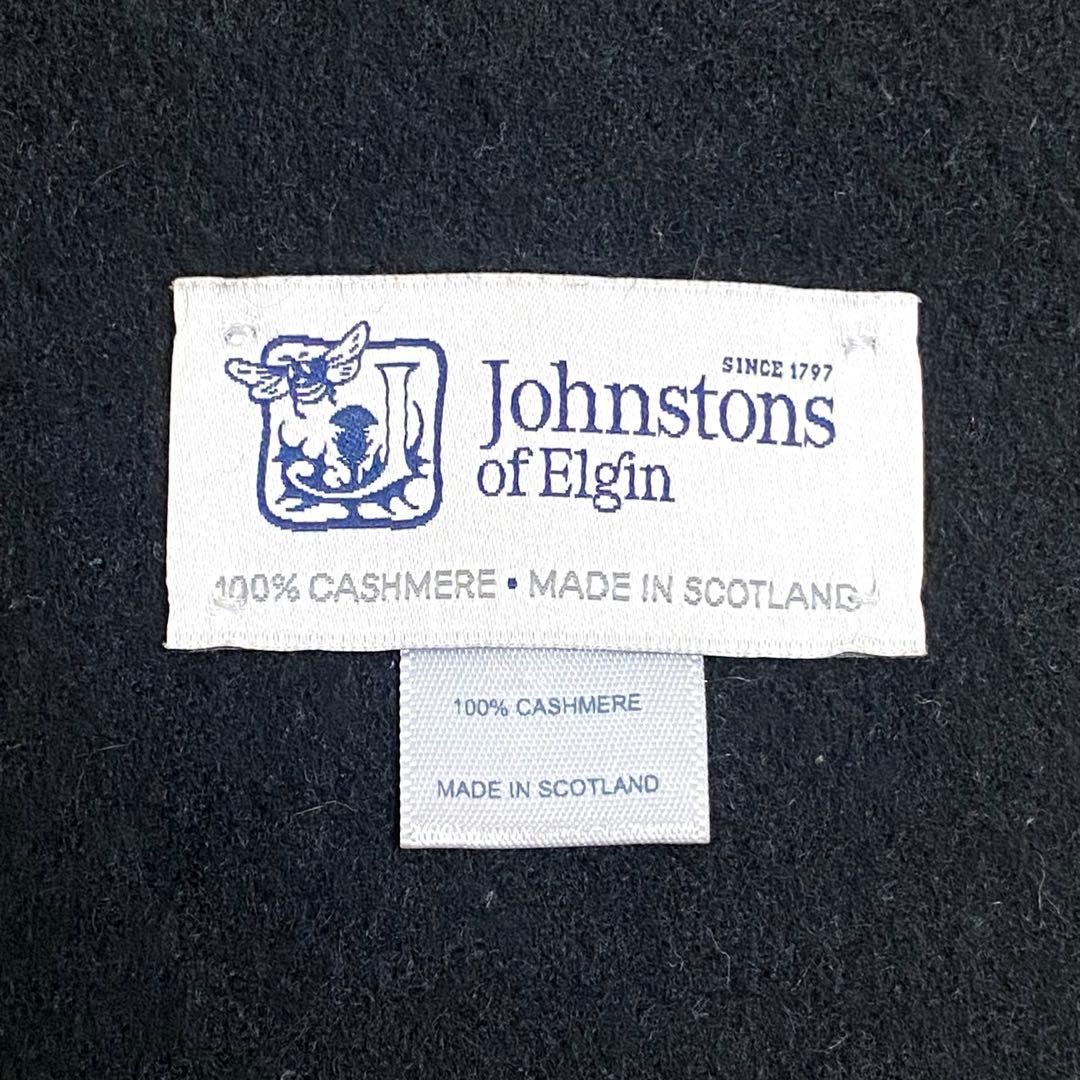 SINCE 1797
Johnstons
of Elgin
100% CASHMERE • MADE IN SCOTLAND
100% CASHMERE
MADE IN SCOTLAND